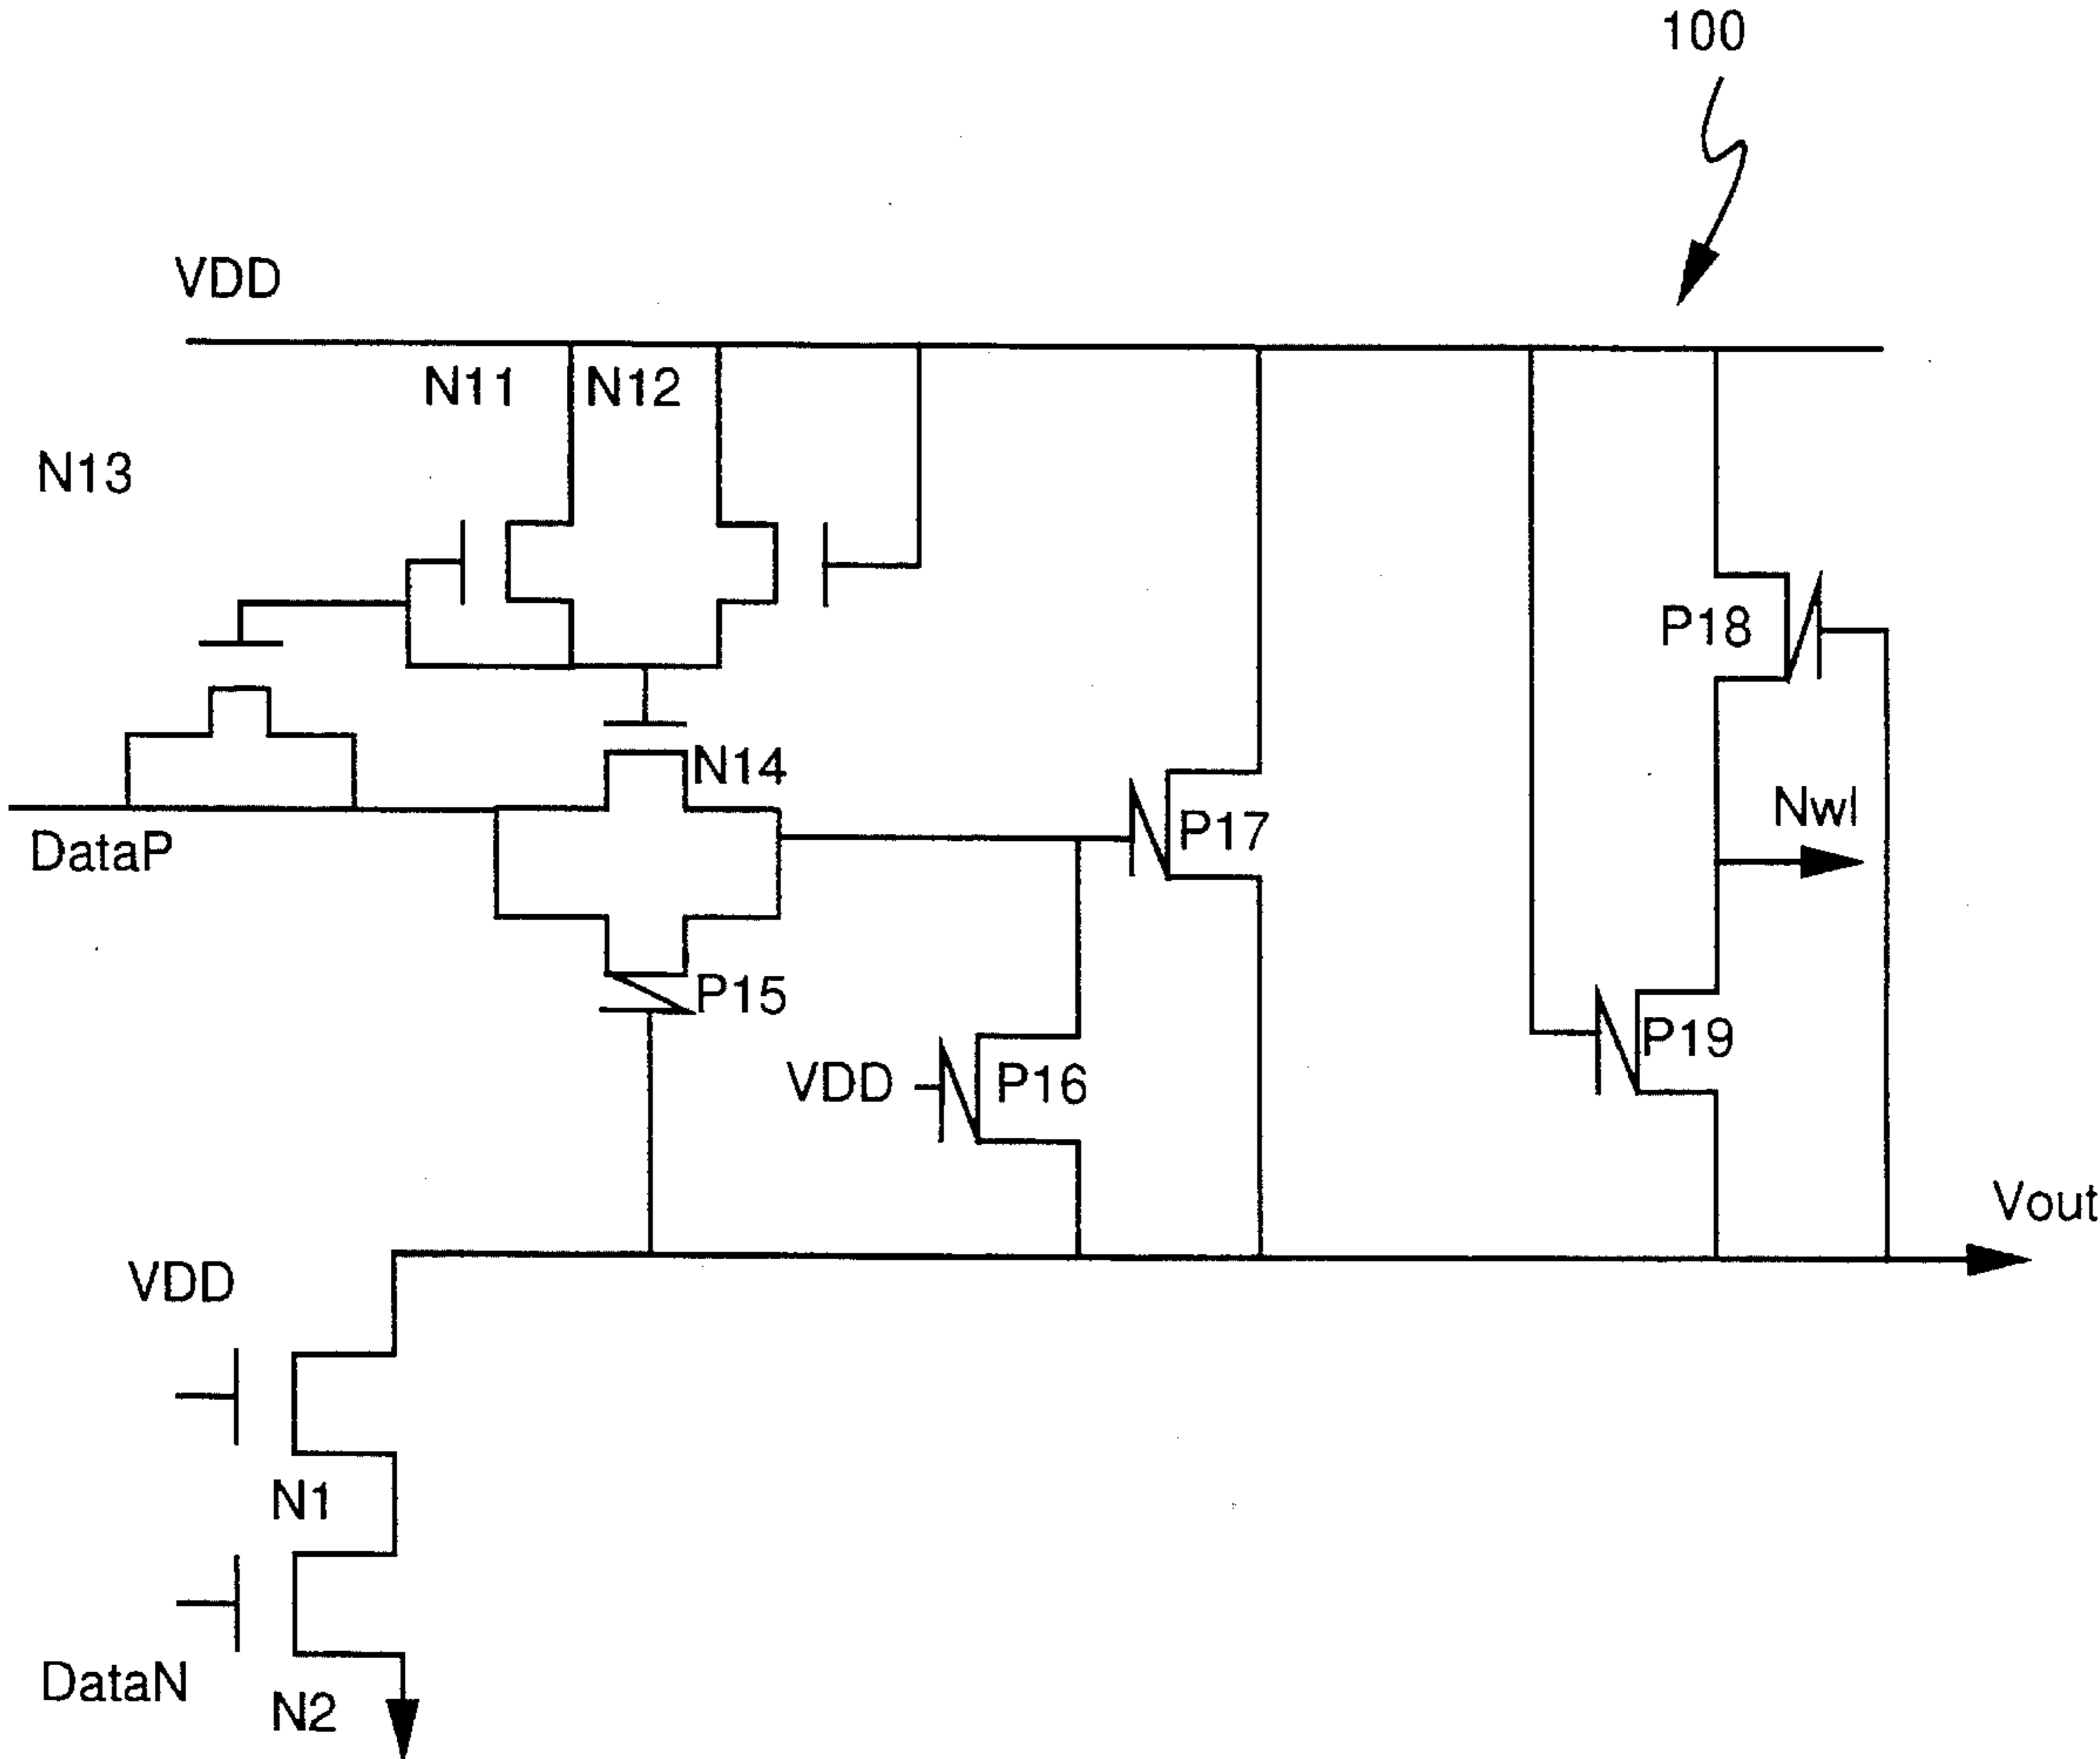 100
VDD
N11 N12
N13
P18
N14
Nwl
P17
DataP
P15
P19
VDD
P16
Vout
VDD
N1
DataN
N2